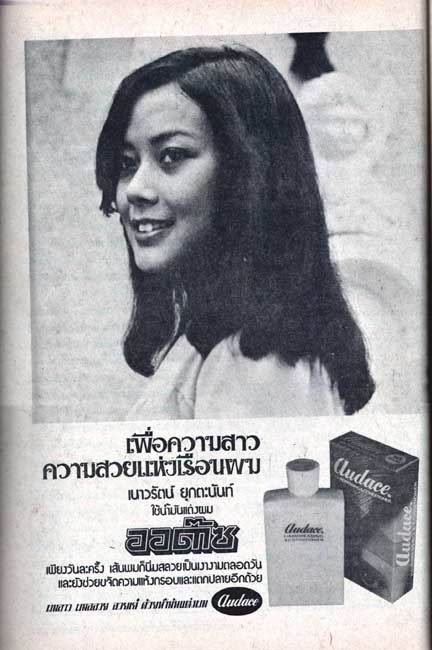 เพื่อความสาว
ความสวยแห่งเรือนผม
เนาวรัตน์ ยุกตะนันท์
ใช้น้ำมันแต่งผม
ออด๊าซ
เพียงวันละครั้ง เส้นผมก็นิ่มสลวยเป็นเงางามตลอดวัน
และยังช่วยขจัดความแห้งกรอบและแตกปลายอีกด้วย
Audace
Audace
Audace